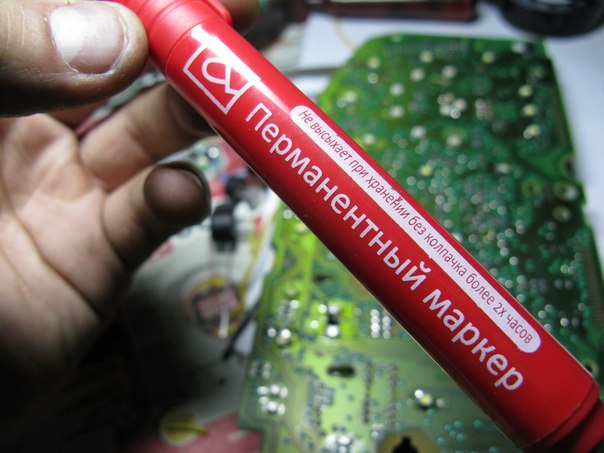 Не высыхает при хранении без колпачка более 2х часов
Перманентный маркер